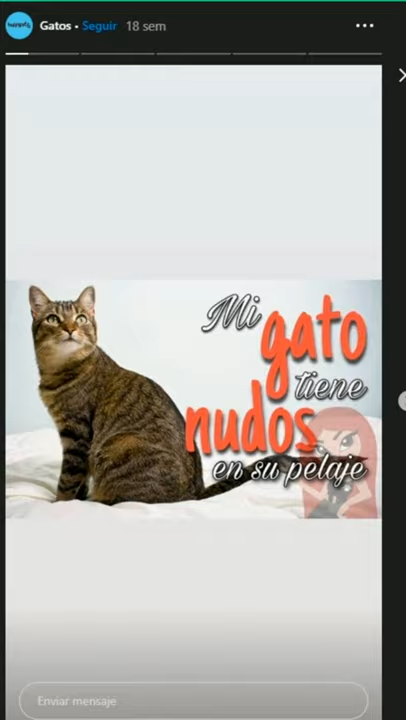 Gatos • Seguir 18 sem
Mi
gato
tiene
nudos
en su pelaje
Enviar mensaje